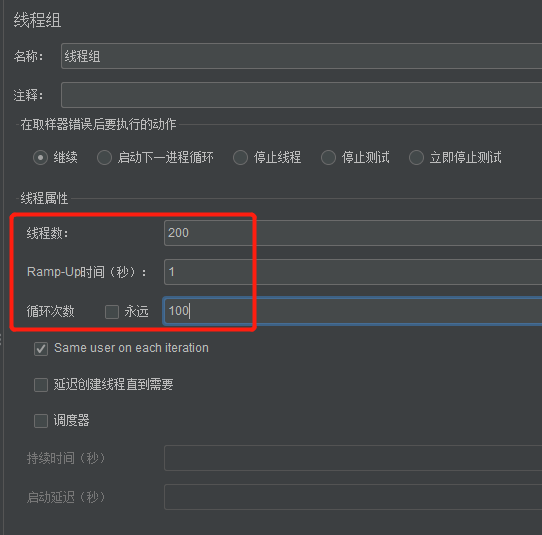 线程组
名称: 线程组
注释:
在取样器错误后要执行的动作
继续 启动下一进程循环 停止线程 停止测试 立即停止测试
线程属性
线程数: 200
Ramp-Up时间（秒）: 1
循环次数 永远 100
Same user on each iteration
延迟创建线程直到需要
调度器
持续时间（秒）
启动延迟（秒）